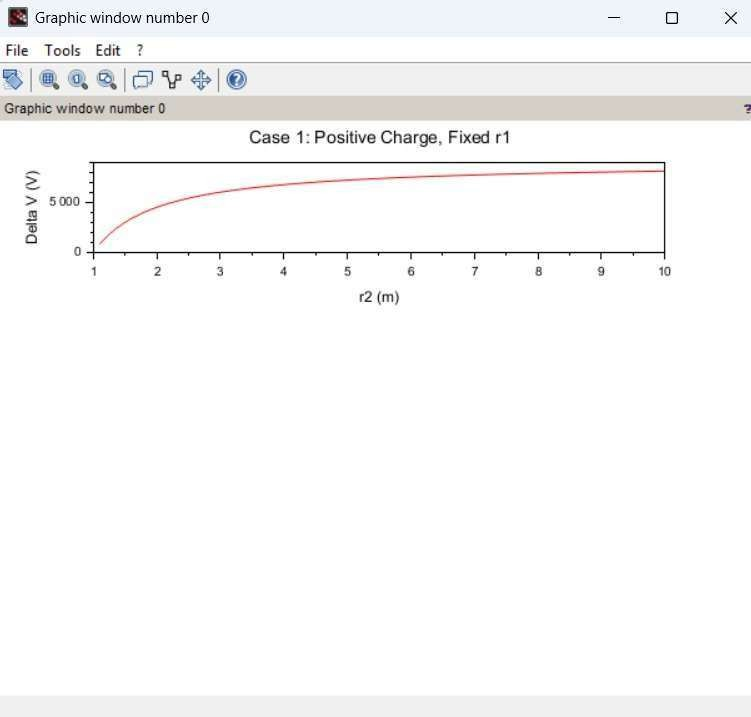 Graphic window number 0
File Tools Edit ?
Graphic window number 0 ?
Case 1: Positive Charge, Fixed r1
Delta V (V)
5 000
0
1 2 3 4 5 6 7 8 9 10
r2 (m)